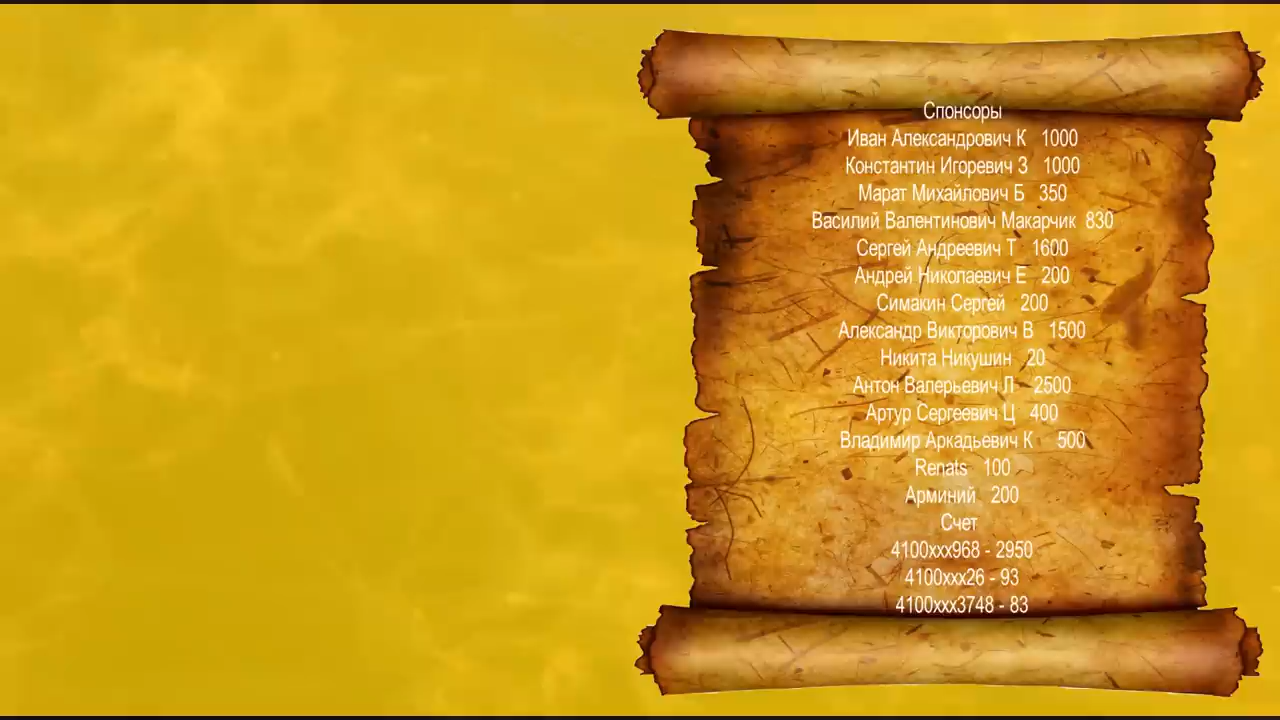 Спонсоры
Иван Александрович К 1000
Константин Игоревич З 1000
Марат Михайлович Б 350
Василий Валентинович Макарчик 830
Сергей Андреевич Т 1600
Андрей Николаевич Е 200
Симакин Сергей 200
Александр Викторович В 1500
Никита Никушин 20
Антон Валерьевич Л 2500
Артур Сергеевич Ц 400
Владимир Аркадьевич К 500
Renats 100
Арминий 200
Счет
4100xxx968 - 2950
4100xxx26 - 93
4100xxx3748 - 83